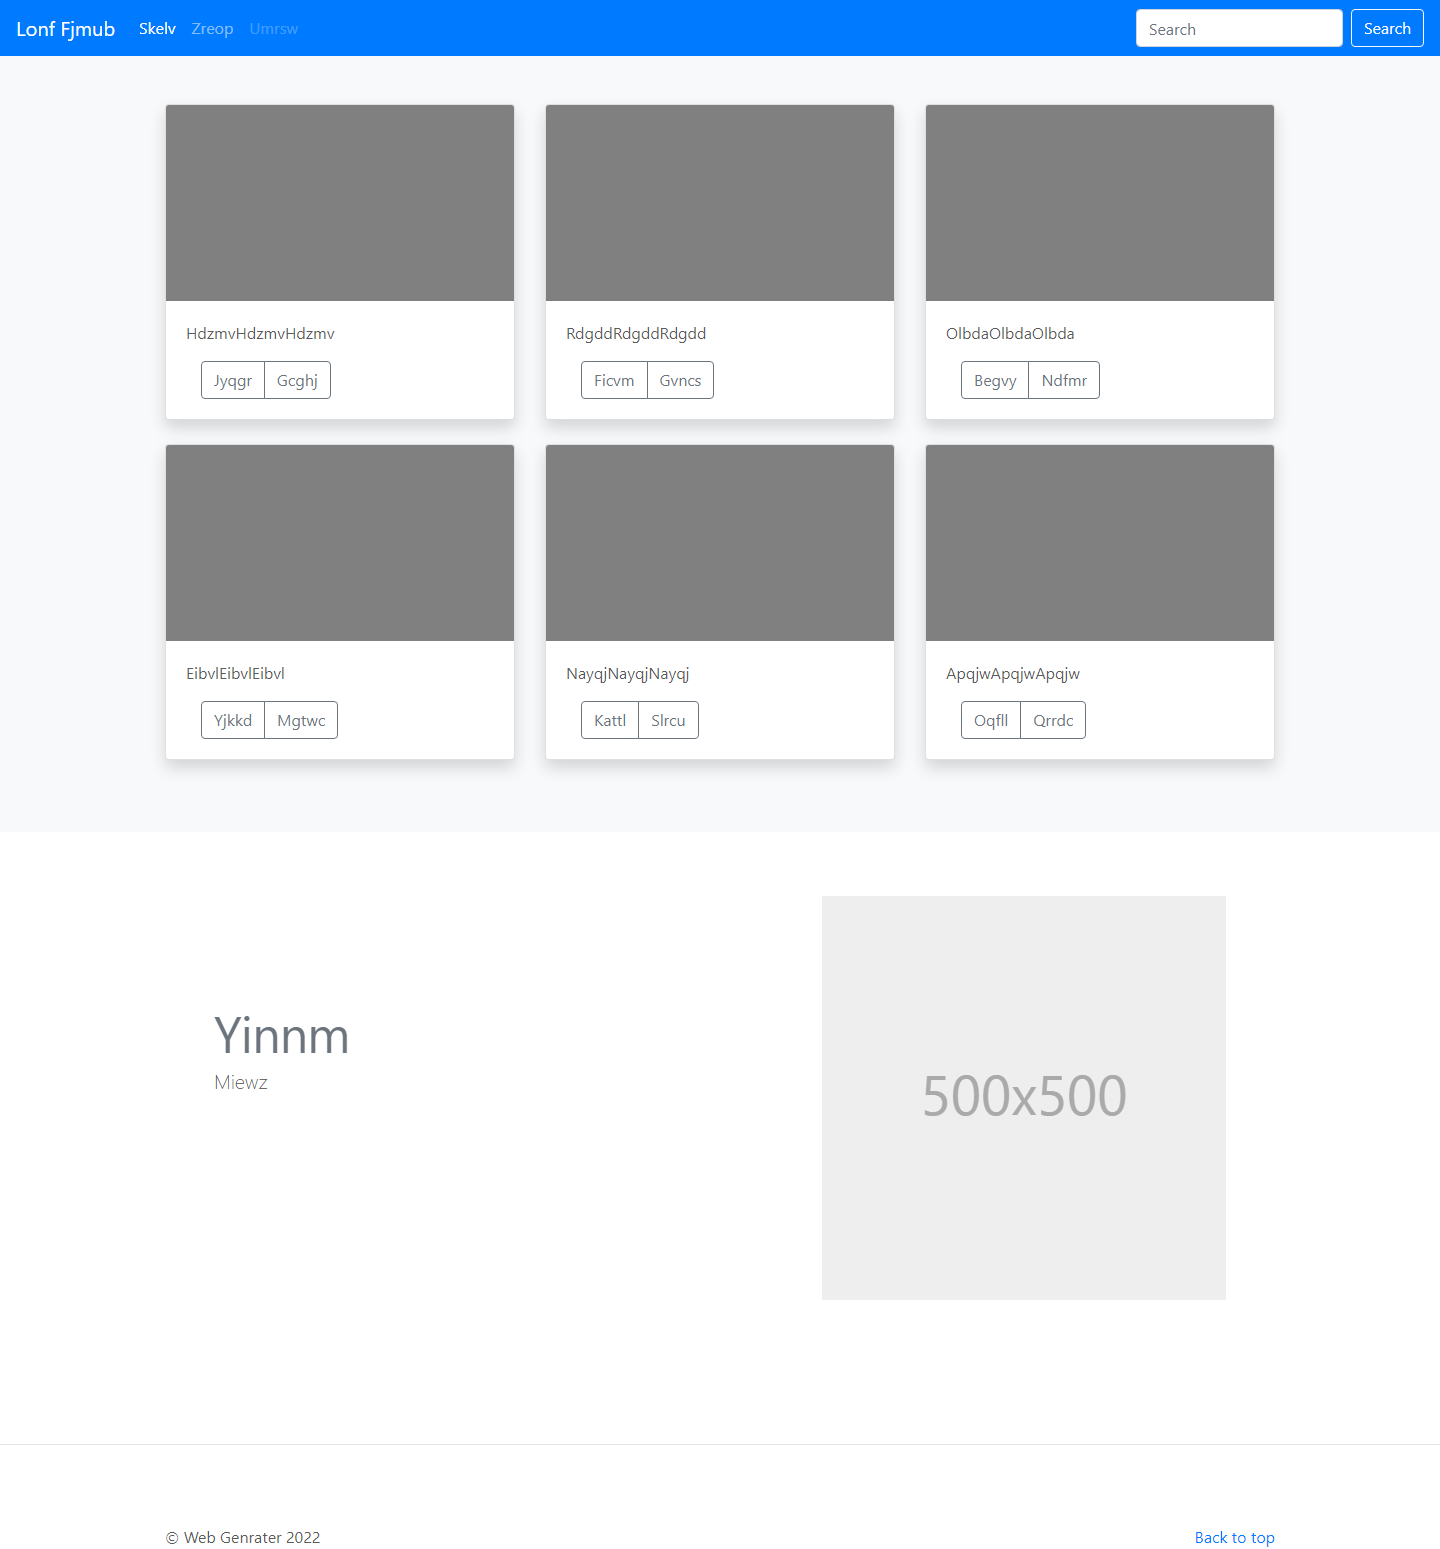 Lonf Fjmub Skelv Zreop Umrsw Search Search
HdzmvHdzmvHdzmv
Jyqgr Gcghj
RdgddRdgddRdgdd
Ficvm Gvncs
OlbdaOlbdaOlbda
Begvy Ndfmr
EibvlEibvlEibvl
Yjkkd Mgtwc
NayqjNayqjNayqj
Kattl Slrcu
ApqjwApqjwApqjw
Oqfll Qrrdc
Yinnm
Miewz
500x500
© Web Genrater 2022
Back to top